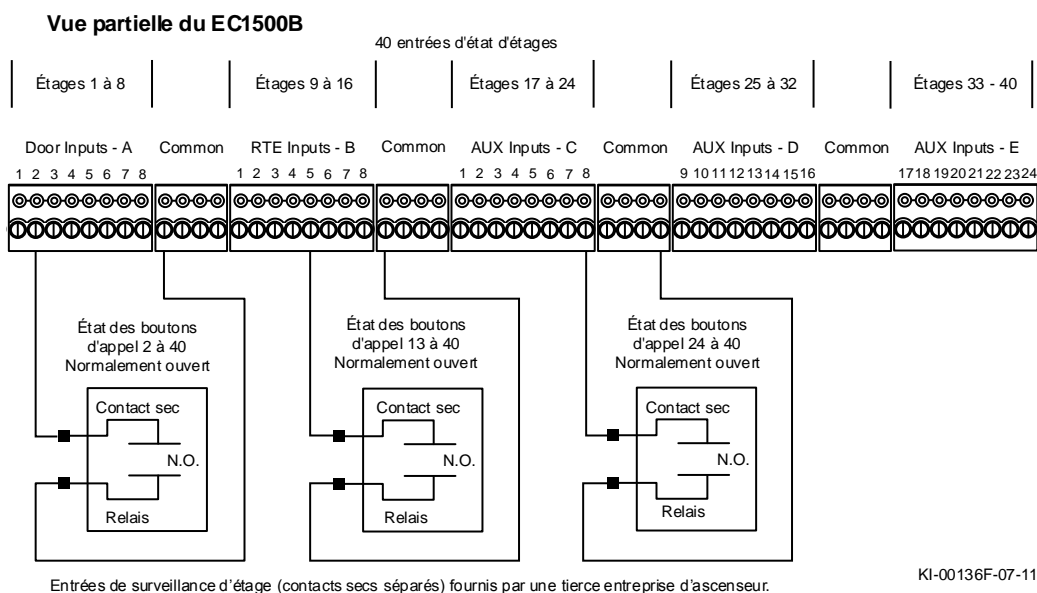 Vue partielle du EC1500B
40 entrées d'état d'étages
Étages 1 à 8 Étages 9 à 16 Étages 17 à 24 Étages 25 à 32 Étages 33 - 40
Door Inputs - A Common RTE Inputs - B Common AUX Inputs - C Common AUX Inputs - D Common AUX Inputs - E
1 2 3 4 5 6 7 8 1 2 3 4 5 6 7 8 1 2 3 4 5 6 7 8 9 10 11 12 13 14 15 16 17 18 19 20 21 22 23 24
État des boutons
d'appel 2 à 40
Normalement ouvert
Contact sec
N.O.
Relais
État des boutons
d'appel 13 à 40
Normalement ouvert
Contact sec
N.O.
Relais
État des boutons
d'appel 24 à 40
Normalement ouvert
Contact sec
N.O.
Relais
Entrées de surveillance d'étage (contacts secs séparés) fournis par une tierce entreprise d'ascenseur.
KI-00136F-07-11